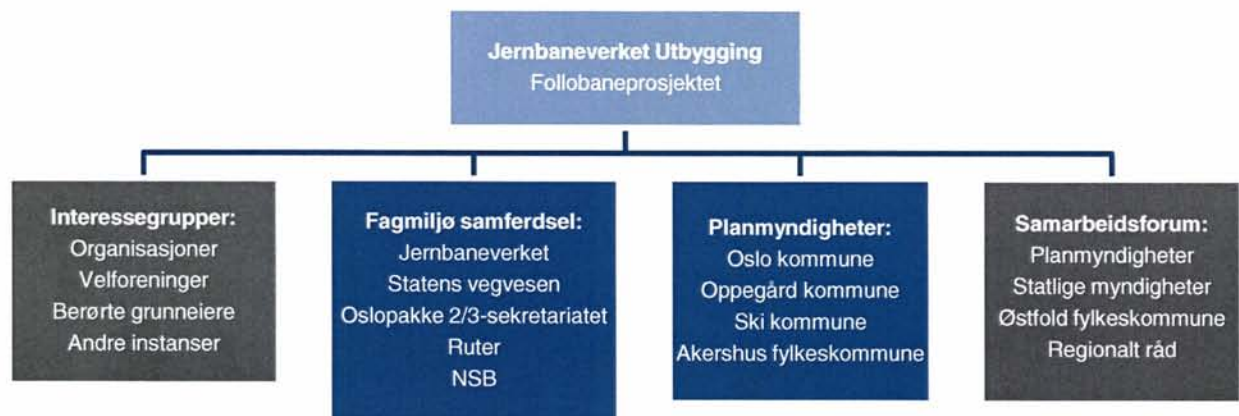 Jernbaneverket Utbygging
Follobaneprosjektet
Interessegrupper:
Organisasjoner
Velforeninger
Berørte grunneiere
Andre instanser
Fagmiljø samferdsel:
Jernbaneverket
Statens vegvesen
Oslopakke 2/3-sekretariatet
Ruter
NSB
Planmyndigheter:
Oslo kommune
Oppegård kommune
Ski kommune
Akershus fylkeskommune
Samarbeidsforum:
Planmyndigheter
Statlige myndigheter
Østfold fylkeskommune
Regionalt råd